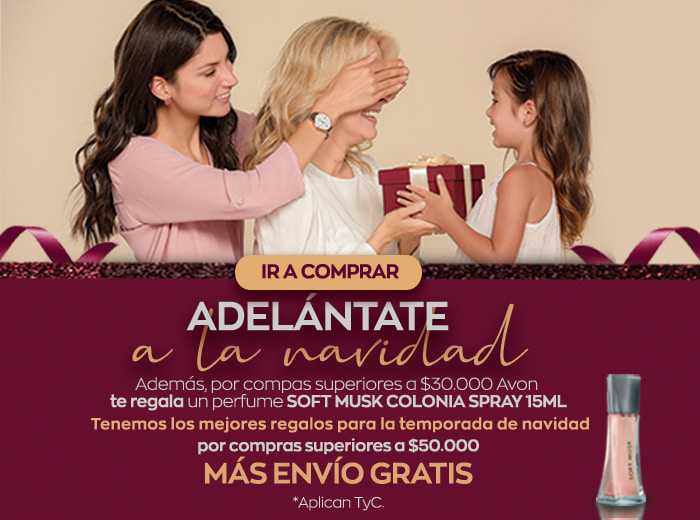 IR A COMPRAR
ADELÁNTATE
a la navidad
Además, por compas superiores a $30.000 Avon
te regala un perfume SOFT MUSK COLONIA SPRAY 15ML
Tenemos los mejores regalos para la temporada de navidad
por compras superiores a $50.000
MÁS ENVÍO GRATIS
*Aplican TyC.
SOFT MUSK